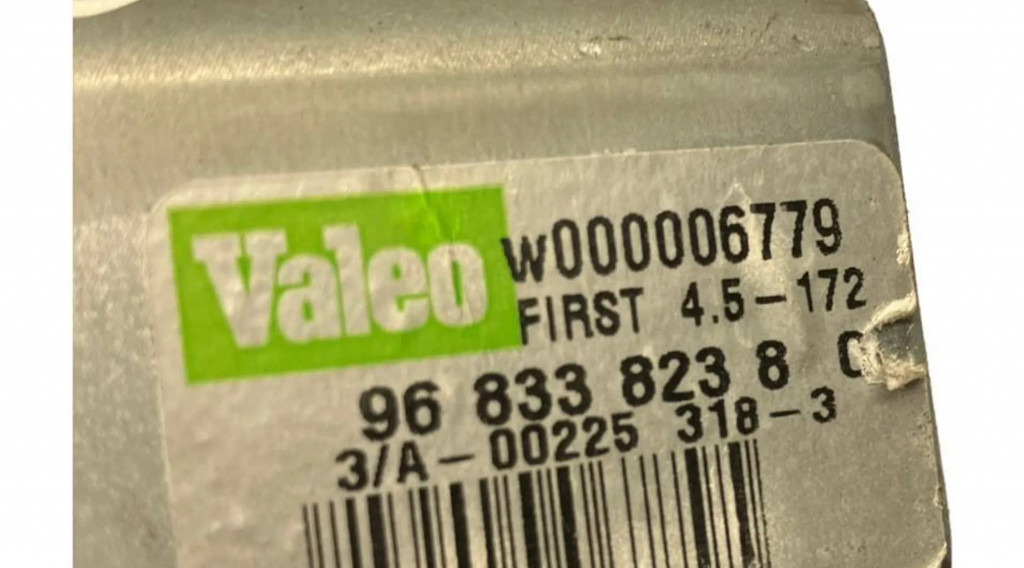 Valeo
W000006779
FIRST 4.5-172
96 833 823 8
3/A-00225 318-3